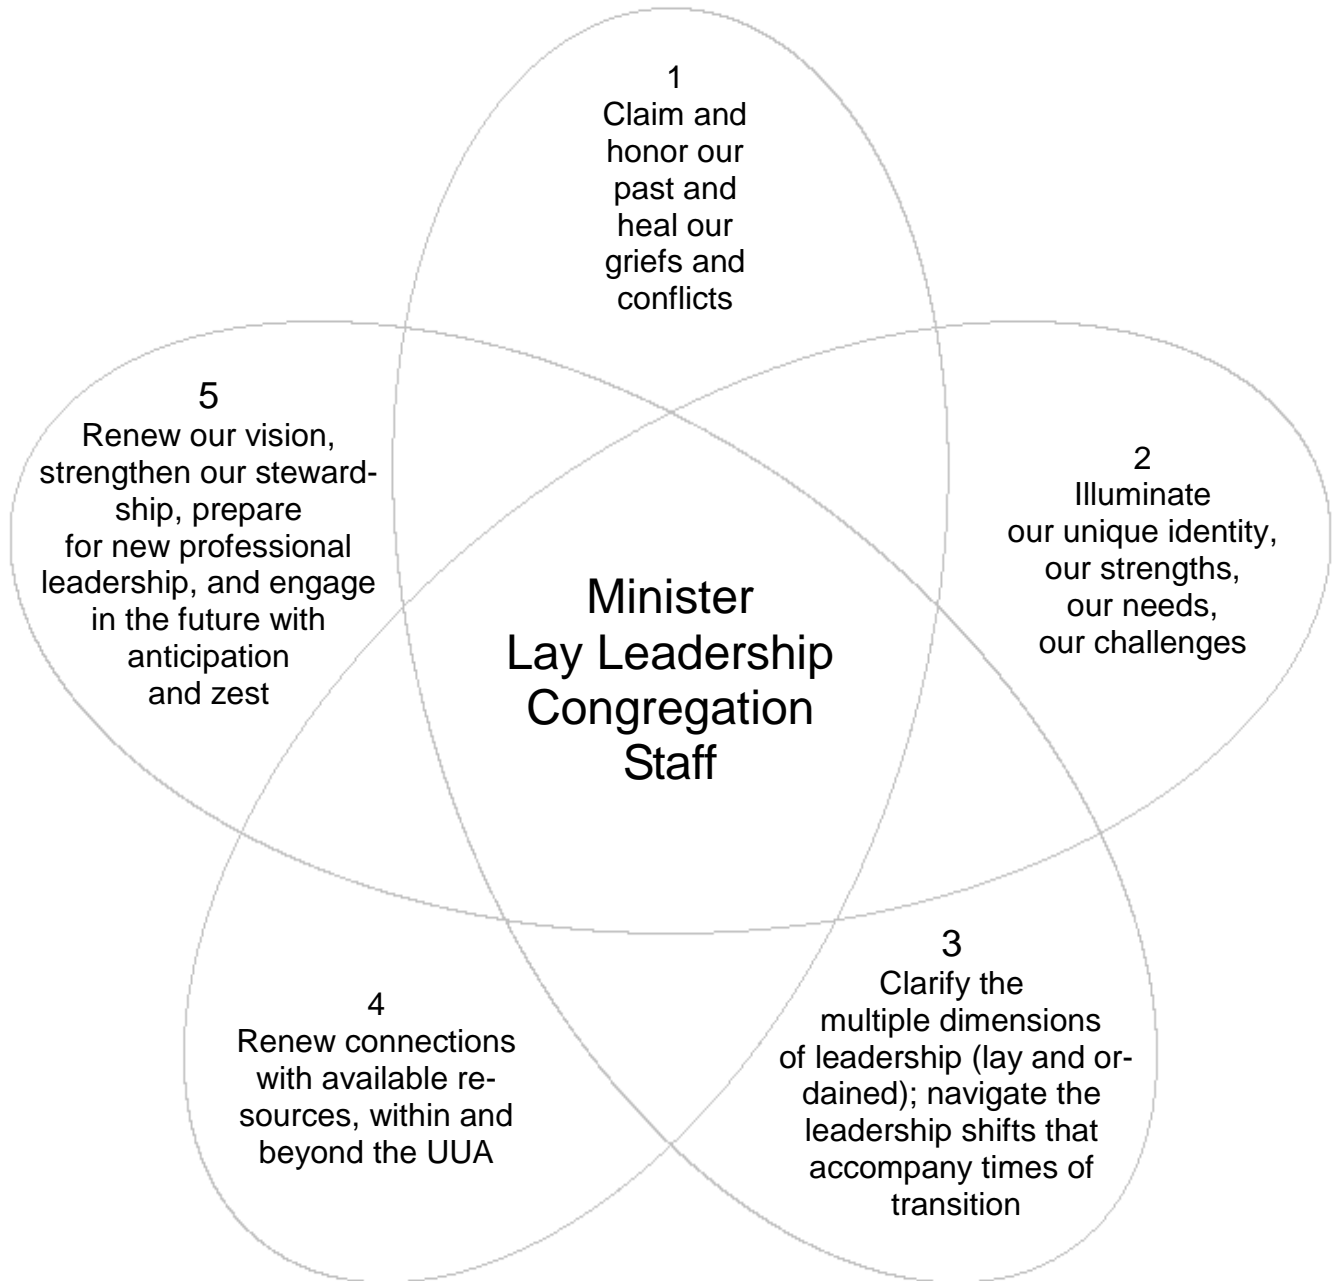 1
Claim and
honor our
past and
heal our
griefs and
conflicts
2
Illuminate
our unique identity,
our strengths,
our needs,
our challenges
3
Clarify the
multiple dimensions
of leadership (lay and or-
dained); navigate the
leadership shifts that
accompany times of
transition
4
Renew connections
with available re-
sources, within and
beyond the UUA
5
Renew our vision,
strengthen our steward-
ship, prepare
for new professional
leadership, and engage
in the future with
anticipation
and zest
Minister
Lay Leadership
Congregation
Staff